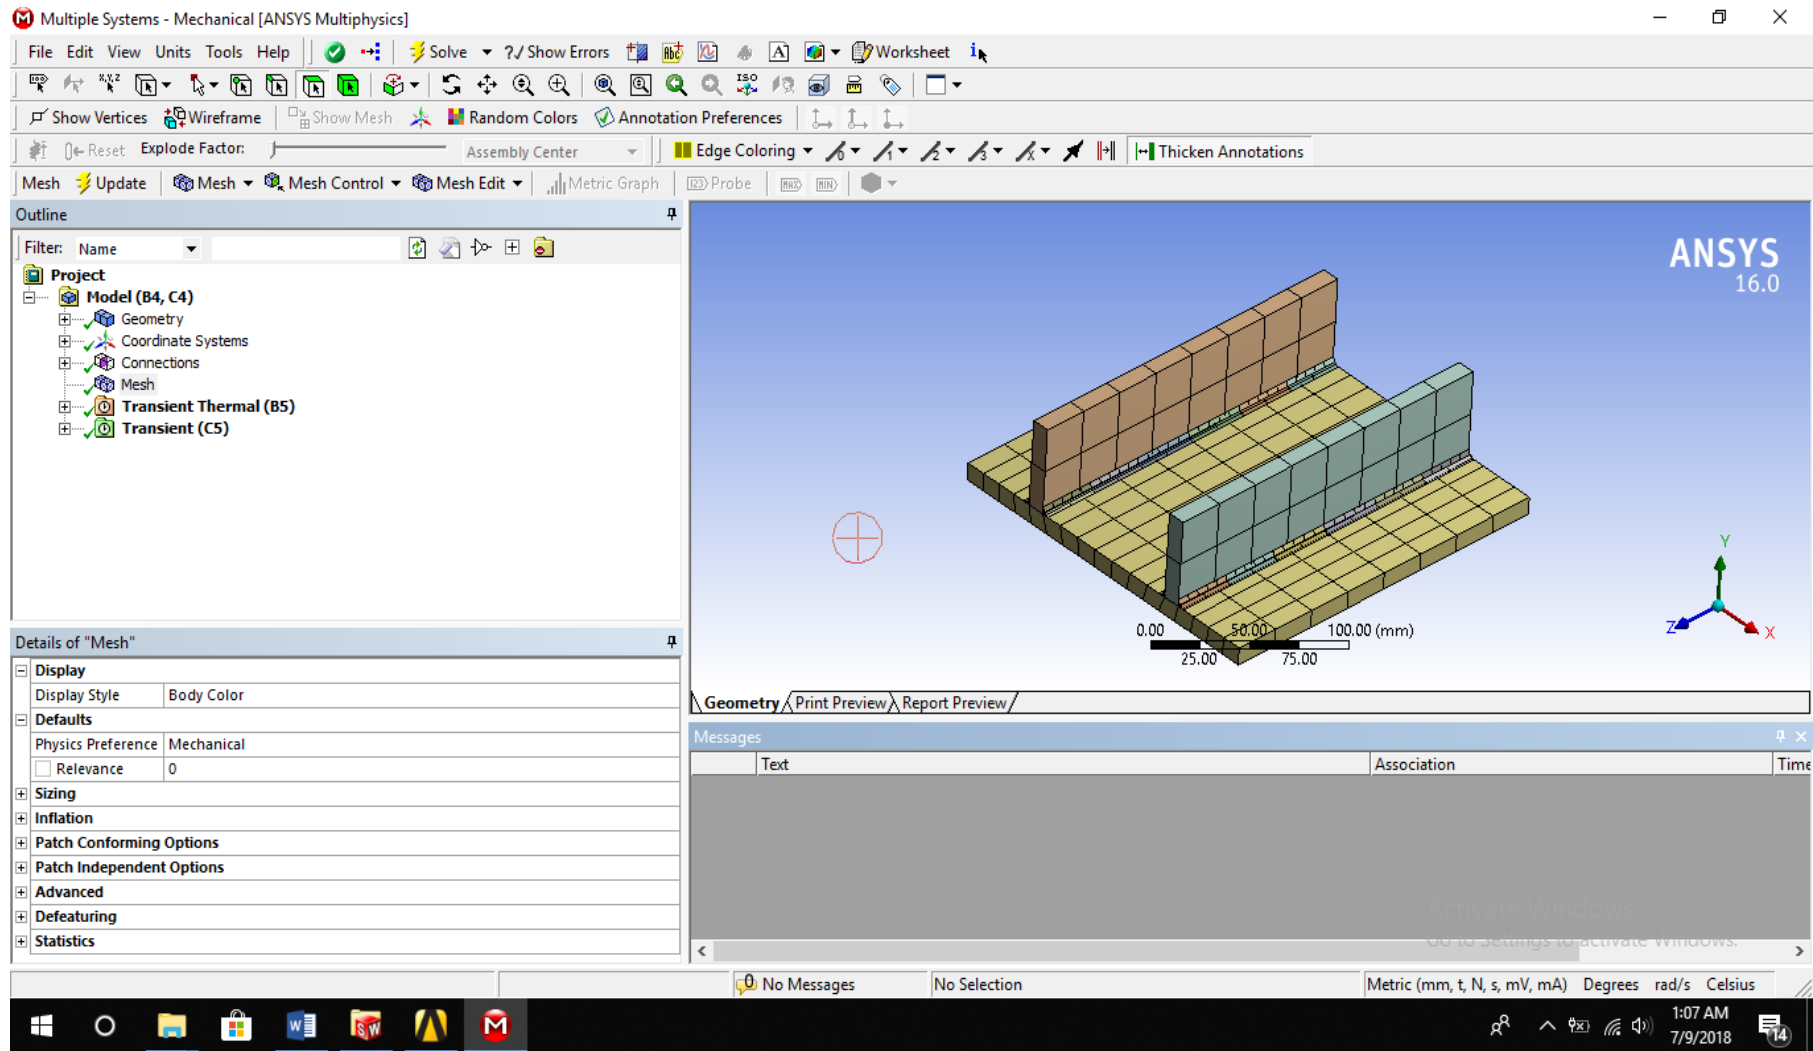 Multiple Systems - Mechanical [ANSYS Multiphysics]
File Edit View Units Tools Help Solve ?/ Show Errors Worksheet
Show Vertices Wireframe Show Mesh Random Colors Annotation Preferences
Reset Explode Factor: Assembly Center Edge Coloring Thicken Annotations
Mesh Update Mesh Mesh Control Mesh Edit Metric Graph Probe MAX MIN
Outline
Filter: Name
Project
Model (B4, C4)
Geometry
Coordinate Systems
Connections
Mesh
Transient Thermal (B5)
Transient (C5)
ANSYS
16.0
Y
Z X
0.00 50.00 100.00 (mm)
25.00 75.00
Geometry Print Preview Report Preview
Details of "Mesh"
Display
Display Style Body Color
Defaults
Physics Preference Mechanical
Relevance 0
Sizing
Inflation
Patch Conforming Options
Patch Independent Options
Advanced
Defeaturing
Statistics
Messages
Text Association Time
Activate Windows
Go to Settings to activate Windows.
0 No Messages No Selection Metric (mm, t, N, s, mV, mA) Degrees rad/s Celsius
1:07 AM
7/9/2018
14